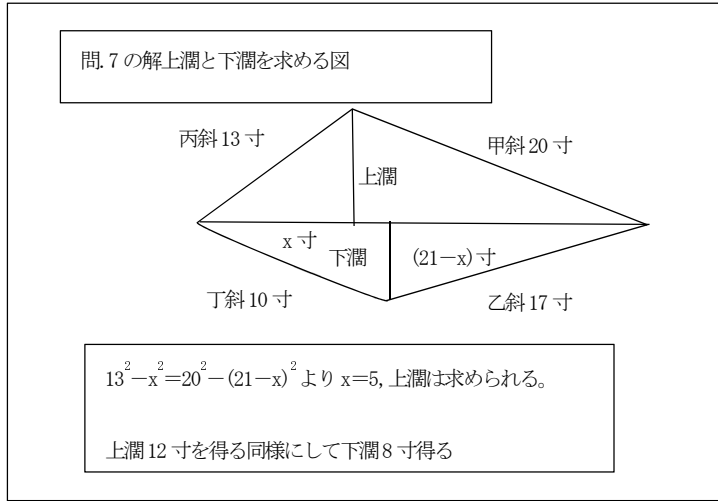 問.7の解上濶と下濶を求める図
丙斜13寸
甲斜20寸
上濶
x寸
下濶
(21−x)寸
丁斜10寸
乙斜17寸
13²−x²=20²−(21−x)²よりx=5,上濶は求められる。
上濶12寸を得る同様にして下濶8寸得る